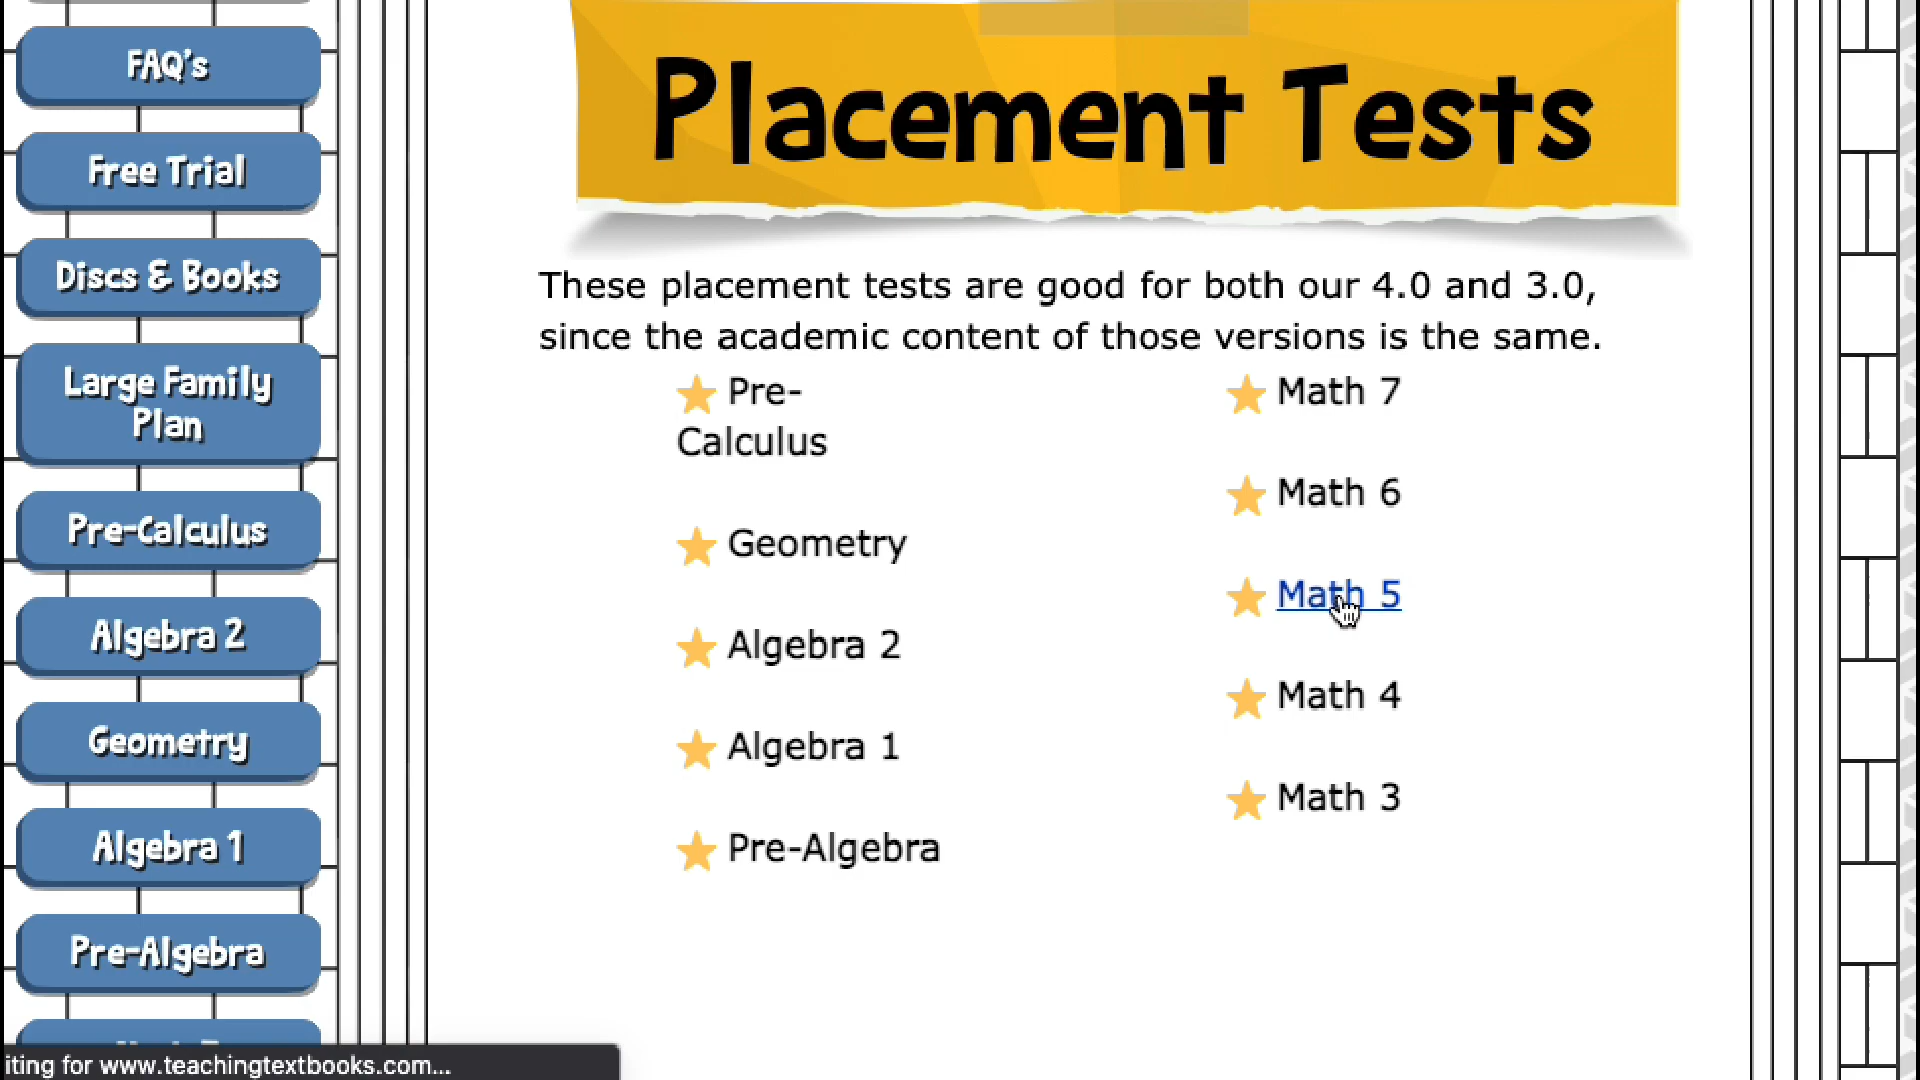 FAQ's
Free Trial
Discs & Books
Large Family
Plan
Pre-Calculus
Algebra 2
Geometry
Algebra 1
Pre-Algebra
iting for www.teachingtextbooks.com...
Placement Tests
These placement tests are good for both our 4.0 and 3.0,
since the academic content of those versions is the same.
Pre-
Calculus
Geometry
Algebra 2
Algebra 1
Pre-Algebra
Math 7
Math 6
Math 5
Math 4
Math 3